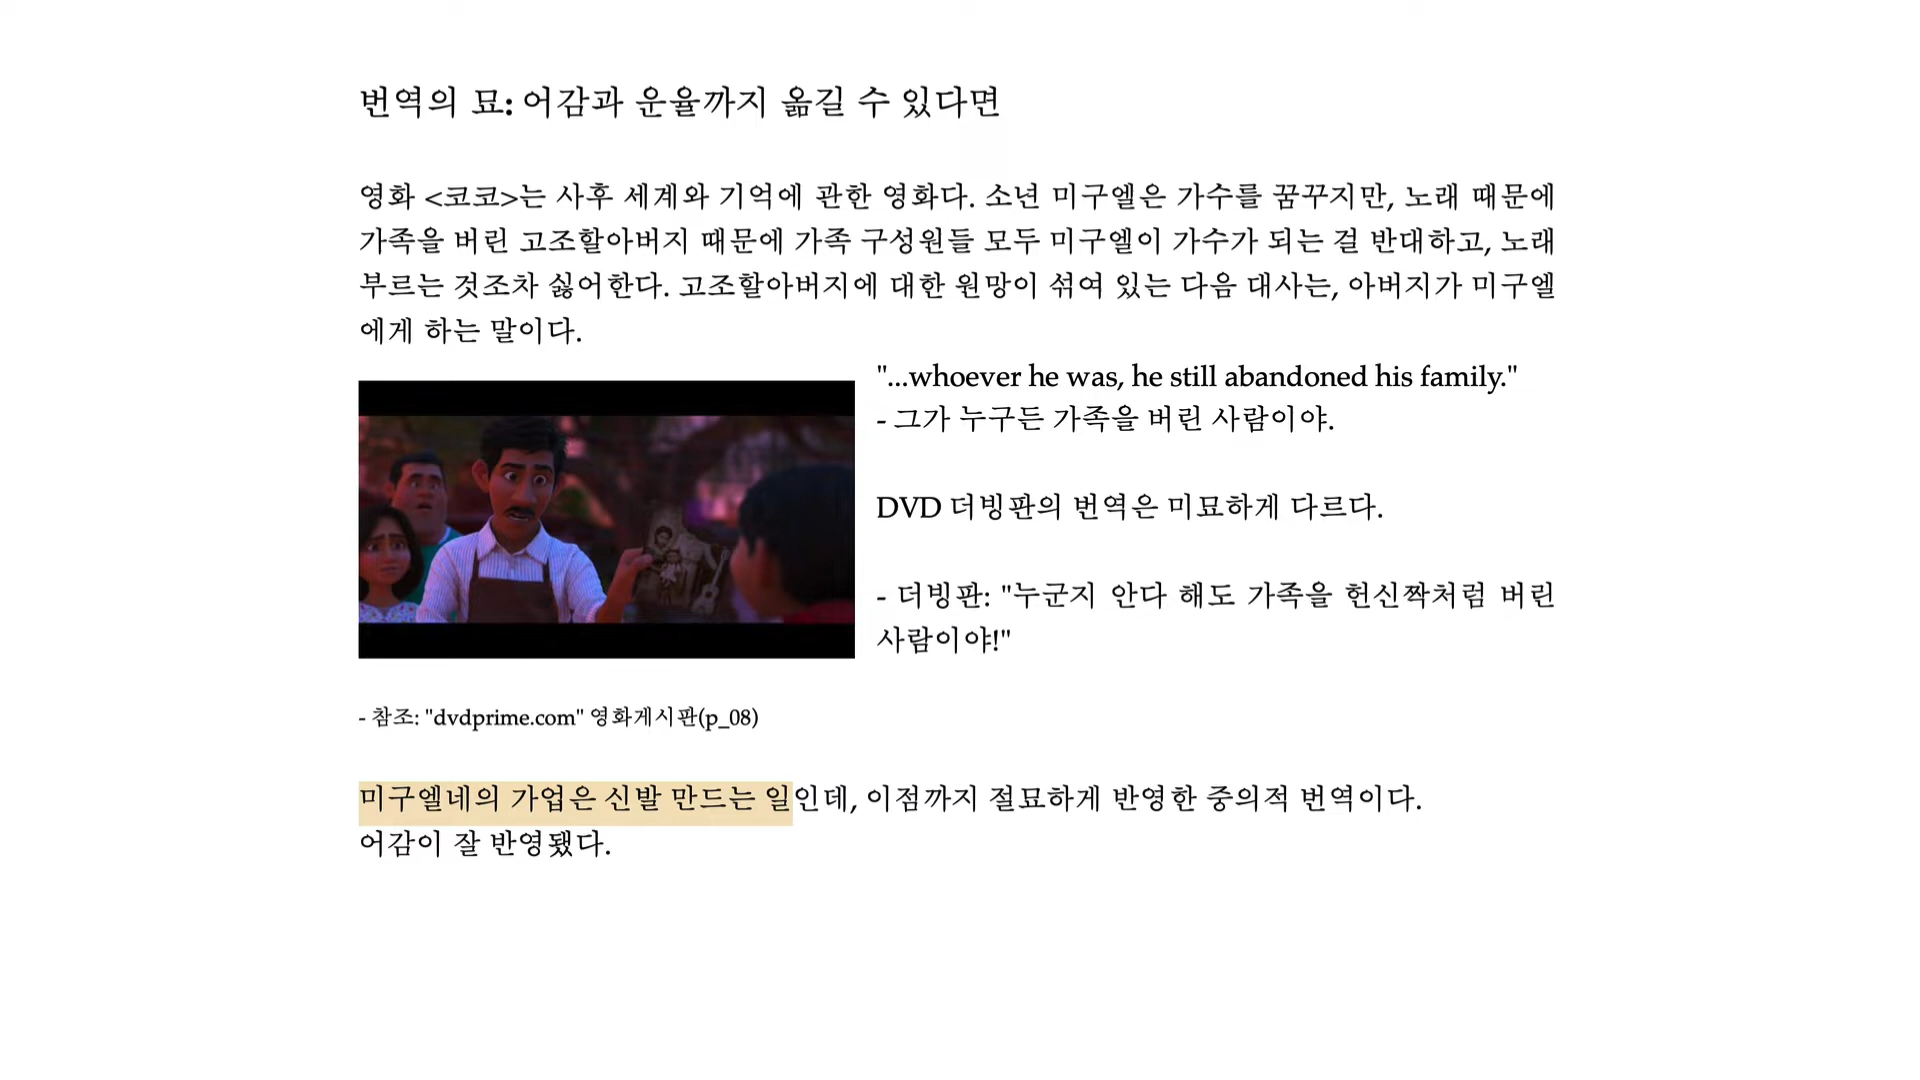 번역의 묘: 어감과 운율까지 옮길 수 있다면
영화 <코코>는 사후 세계와 기억에 관한 영화다. 소년 미구엘은 가수를 꿈꾸지만, 노래 때문에
가족을 버린 고조할아버지 때문에 가족 구성원들 모두 미구엘이 가수가 되는 걸 반대하고, 노래
부르는 것조차 싫어한다. 고조할아버지에 대한 원망이 섞여 있는 다음 대사는, 아버지가 미구엘
에게 하는 말이다.
"...whoever he was, he still abandoned his family."
- 그가 누구든 가족을 버린 사람이야.
DVD 더빙판의 번역은 미묘하게 다르다.
- 더빙판: "누군지 안다 해도 가족을 헌신짝처럼 버린
사람이야!"
- 참조: "dvdprime.com" 영화게시판(p_08)
미구엘네의 가업은 신발 만드는 일인데, 이점까지 절묘하게 반영한 중의적 번역이다.
어감이 잘 반영됐다.